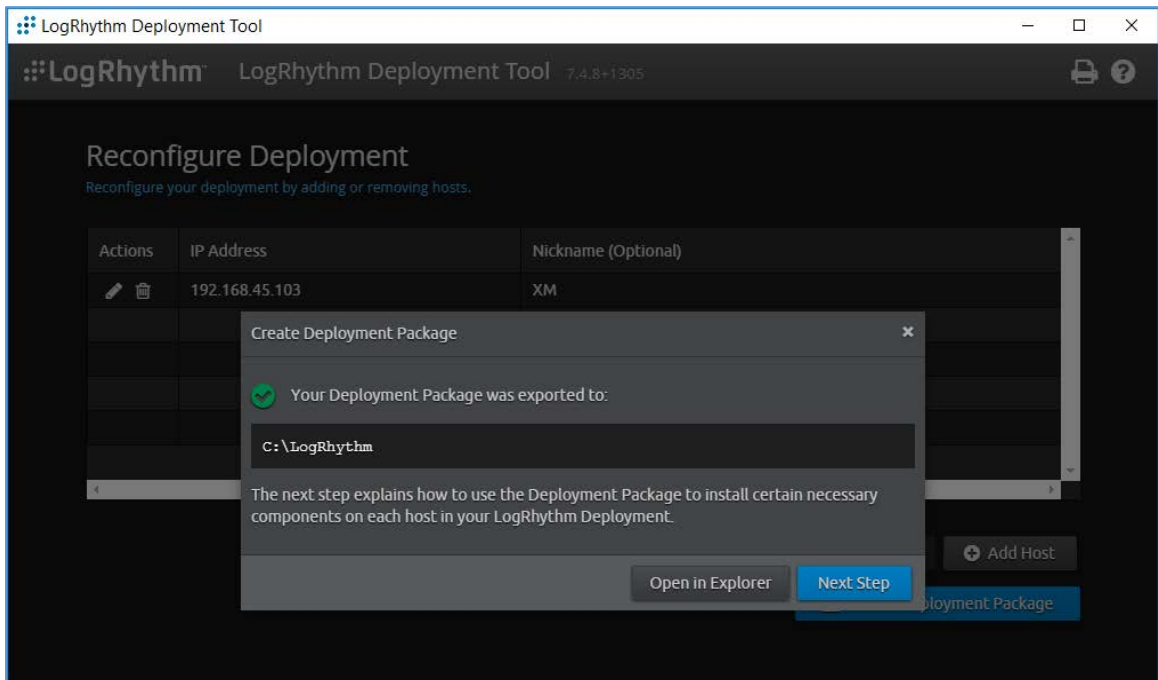 LogRhythm Deployment Tool
LogRhythm LogRhythm Deployment Tool 7.4.8+1305
Reconfigure Deployment
Reconfigure your deployment by adding or removing hosts.
Actions IP Address Nickname (Optional)
192.168.45.103 XM
Create Deployment Package
Your Deployment Package was exported to:
C:\LogRhythm
The next step explains how to use the Deployment Package to install certain necessary
components on each host in your LogRhythm Deployment.
Add Host
Open in Explorer Next Step
Package